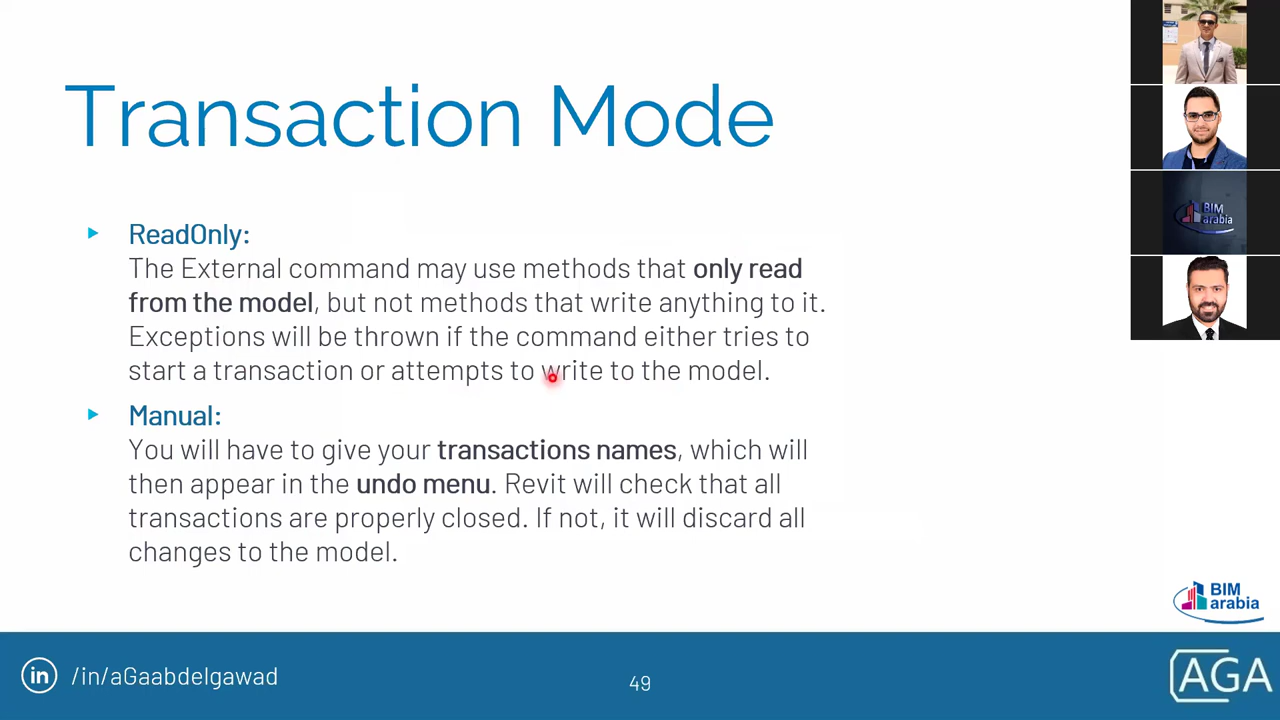 Transaction Mode
ReadOnly:
The External command may use methods that only read
from the model, but not methods that write anything to it.
Exceptions will be thrown if the command either tries to
start a transaction or attempts to write to the model.
Manual:
You will have to give your transactions names, which will
then appear in the undo menu. Revit will check that all
transactions are properly closed. If not, it will discard all
changes to the model.
BIM
arabia
BIM
arabia
in /in/aGaabdelgawad
49
AGA